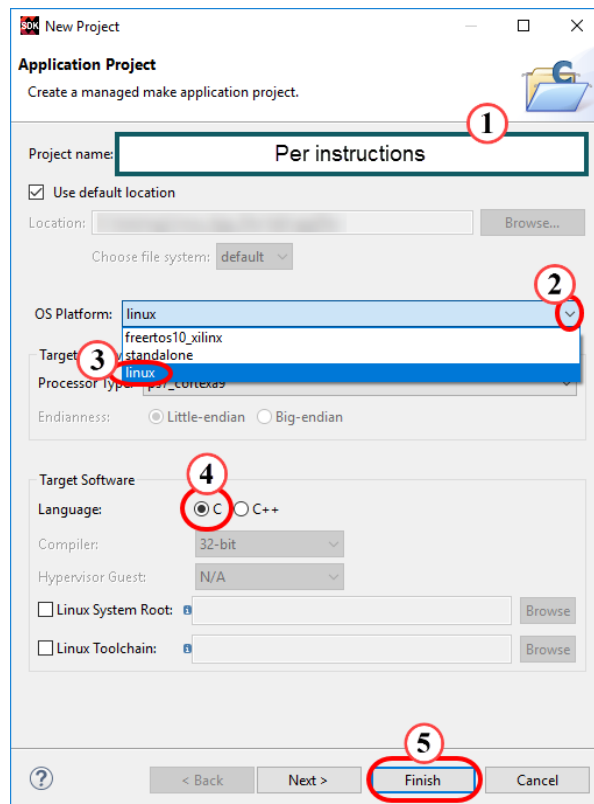 SDK New Project
Application Project
Create a managed make application project.
1
Project name: Per instructions
Use default location
Location: Browse...
Choose file system: default
2
OS Platform: linux
freertos10_xilinx
standalone
3
linux
Target
Processor Type: ps7_cortexa9
Endianness: Little-endian Big-endian
Target Software
4
Language: C C++
Compiler: 32-bit
Hypervisor Guest: N/A
Linux System Root: Browse
Linux Toolchain: Browse
5
? < Back Next > Finish Cancel